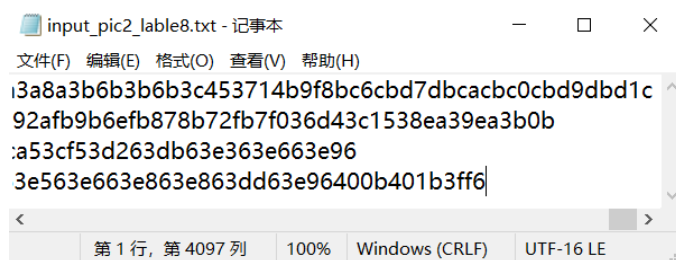 input_pic2_lable8.txt - 记事本
文件(F) 编辑(E) 格式(O) 查看(V) 帮助(H)
3a8a3b6b3b6b3c453714b9f8bc6cbd7dbcacbc0cbd9dbd1c
92afb9b6efb878b72fb7f036d43c1538ea39ea3b0b
a53cf53d263db63e363e663e96
3e563e663e863e863dd63e96400b401b3ff6
第 1 行，第 4097 列 100% Windows (CRLF) UTF-16 LE